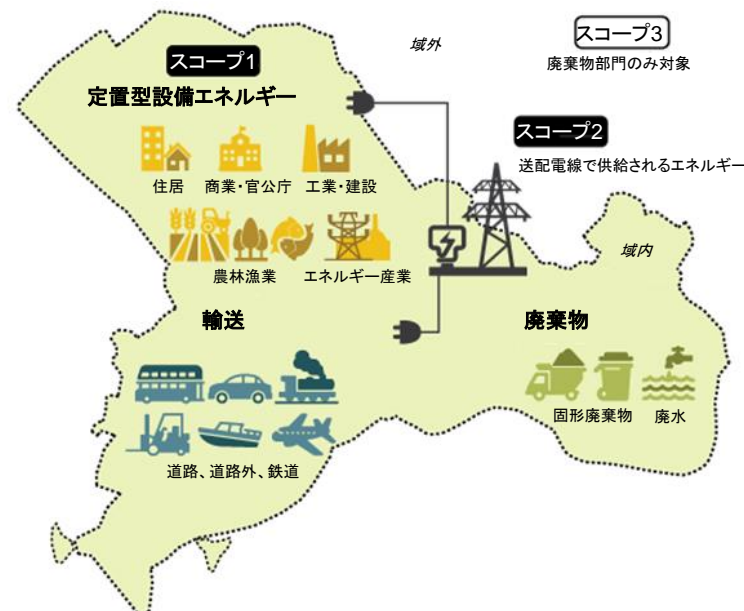 スコープ1
定置型設備エネルギー
住居
商業・官公庁
工業・建設
農林漁業
エネルギー産業
輸送
道路、道路外、鉄道
域外
スコープ3
廃棄物部門のみ対象
スコープ2
送配電線で供給されるエネルギー
域内
廃棄物
固形廃棄物
廃水